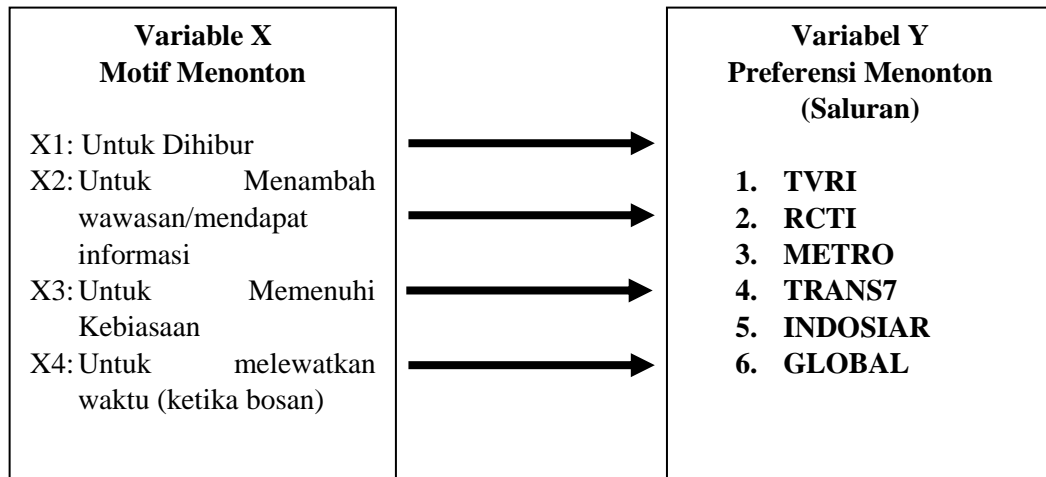 Variable X
Motif Menonton
X1: Untuk Dihibur
X2: Untuk Menambah
wawasan/mendapat
informasi
X3: Untuk Memenuhi
Kebiasaan
X4: Untuk melewatkan
waktu (ketika bosan)
Variabel Y
Preferensi Menonton
(Saluran)
1. TVRI
2. RCTI
3. METRO
4. TRANS7
5. INDOSIAR
6. GLOBAL